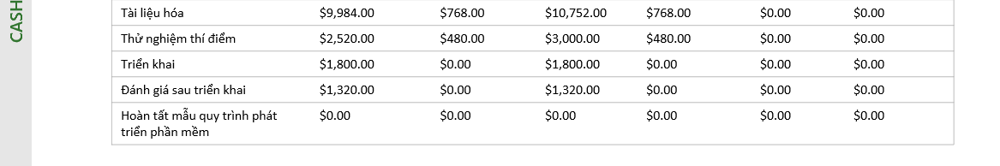 CASH
Tài liệu hóa $9,984.00 $768.00 $10,752.00 $768.00 $0.00 $0.00
Thử nghiệm thí điểm $2,520.00 $480.00 $3,000.00 $480.00 $0.00 $0.00
Triển khai $1,800.00 $0.00 $1,800.00 $0.00 $0.00 $0.00
Đánh giá sau triển khai $1,320.00 $0.00 $1,320.00 $0.00 $0.00 $0.00
Hoàn tất mẫu quy trình phát $0.00 $0.00 $0.00 $0.00 $0.00 $0.00
triển phần mềm